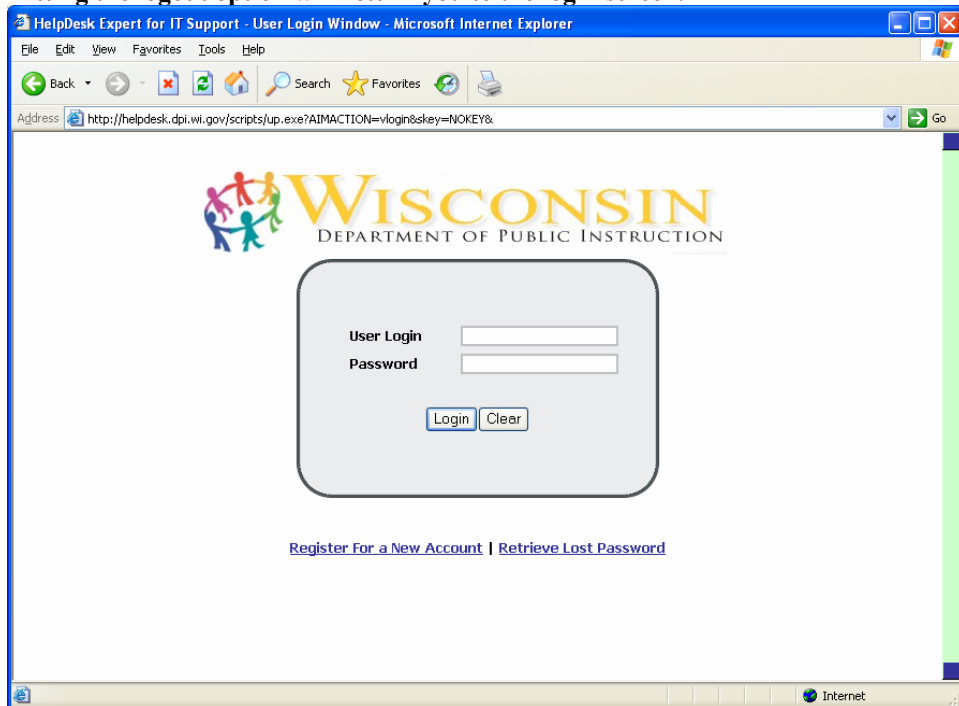 HelpDesk Expert for IT Support - User Login Window - Microsoft Internet Explorer
File Edit View Favorites Tools Help
Back Search Favorites
Address http://helpdesk.dpi.wi.gov/scripts/up.exe?AIMACTION=vlogin&skey=NOKEY& Go
WISCONSIN
DEPARTMENT OF PUBLIC INSTRUCTION
User Login
Password
Login Clear
Register For a New Account | Retrieve Lost Password
Internet